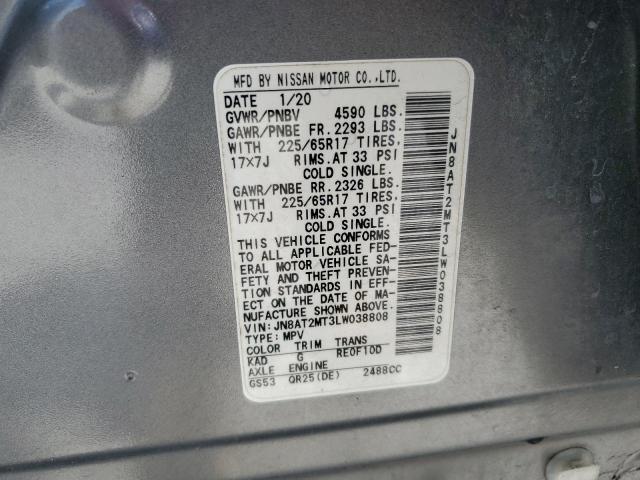 MFD BY NISSAN MOTOR CO.,LTD.
DATE 1/20
GVWR/PNBV 4590 LBS.
GAWR/PNBE FR. 2293 LBS.
WITH 225/65R17 TIRES,
17×7J RIMS. AT 33 PSI
COLD SINGLE.
GAWR/PNBE RR. 2326 LBS.
WITH 225/65R17 TIRES,
17×7J RIMS. AT 33 PSI
COLD SINGLE.
THIS VEHICLE CONFORMS
TO ALL APPLICABLE FED-
ERAL MOTOR VEHICLE SA-
FETY AND THEFT PREVEN-
TION STANDARDS IN EFF-
ECT ON THE DATE OF MA-
NUFACTURE SHOWN ABOVE.
VIN: JN8AT2MT3LW038808
TYPE: MPV
COLOR TRIM TRANS
KAD G RE0F10D
AXLE ENGINE
GS53 QR25(DE) 2488CC
JN8AT2MT3LW038808